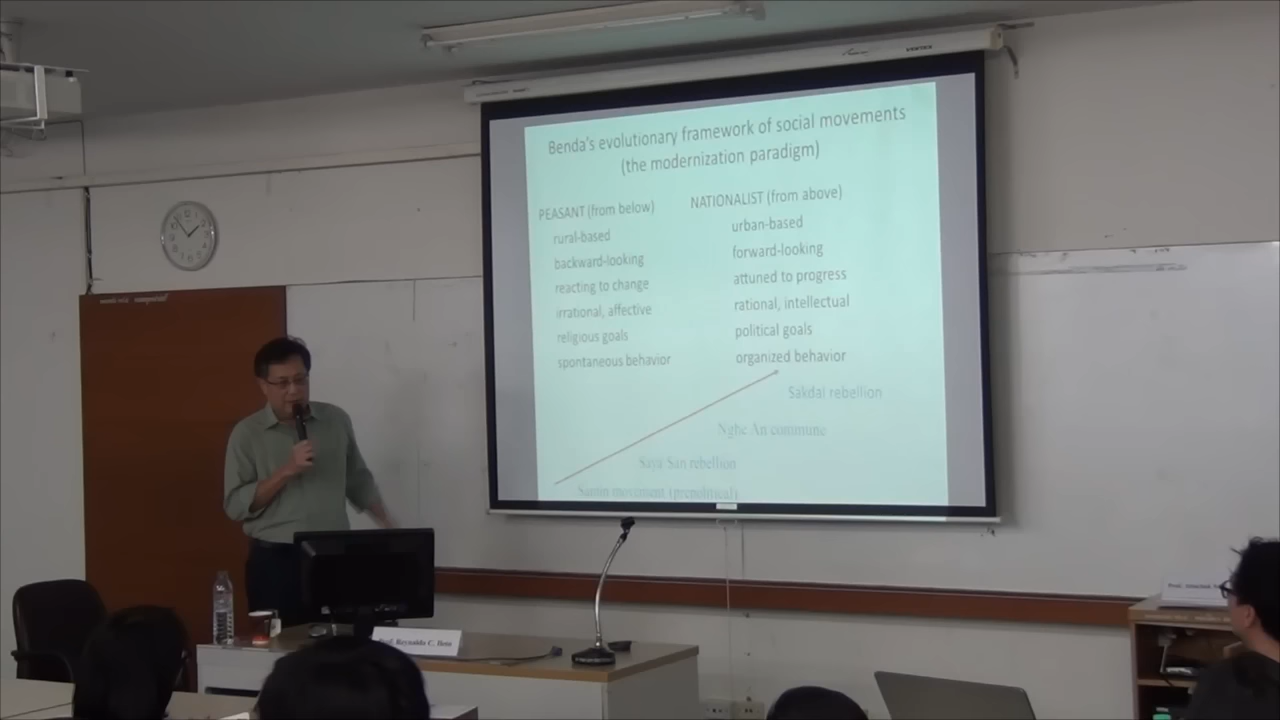 Benda's evolutionary framework of social movements
(the modernization paradigm)
PEASANT (from below)
rural-based
backward-looking
reacting to change
irrational, affective
religious goals
spontaneous behavior
NATIONALIST (from above)
urban-based
forward-looking
attuned to progress
rational, intellectual
political goals
organized behavior
Sakdal rebellion
Nghe An commune
Saya San rebellion
Samin movement (prepolitical)
Prof. Reynaldo C. Ileto
VERTEX